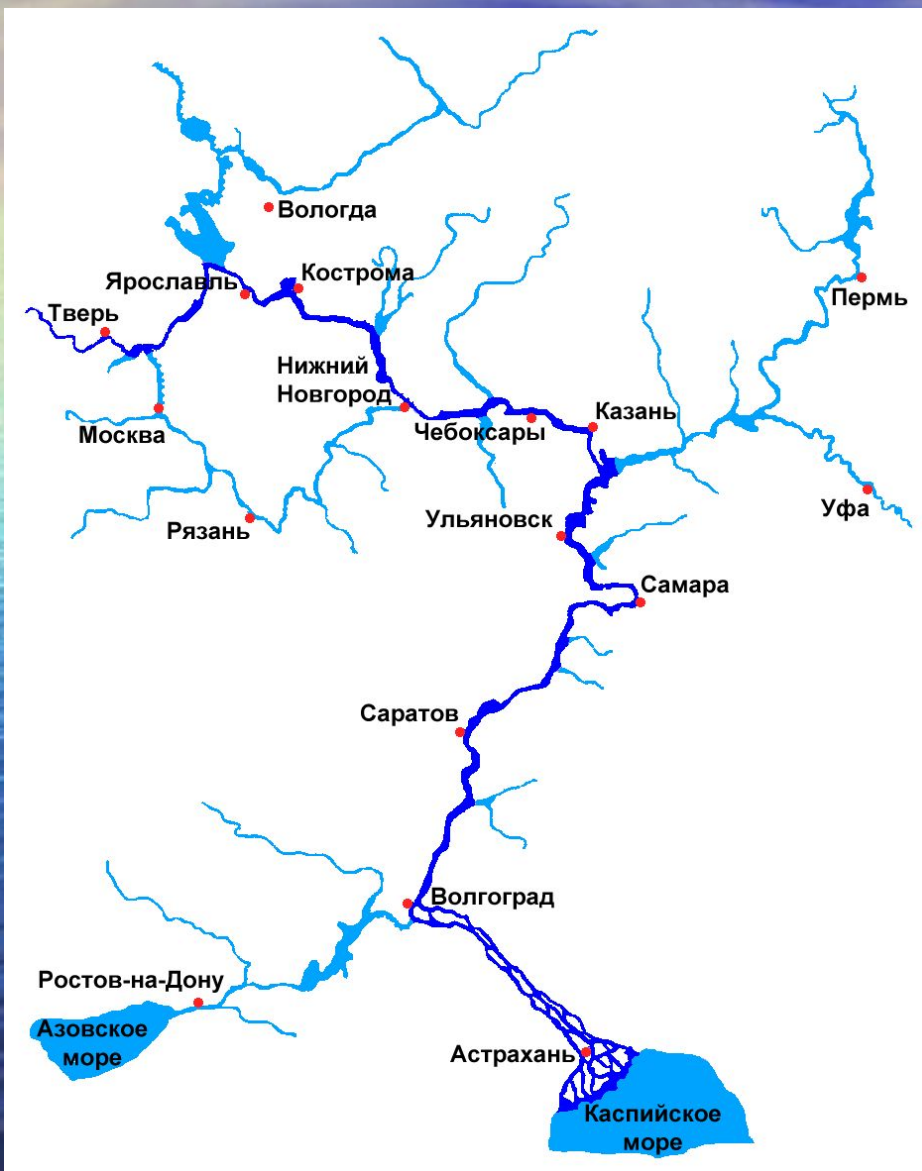 Вологда
Кострома
Ярославль
Пермь
Тверь
Нижний
Новгород
Казань
Чебоксары
Москва
Уфа
Ульяновск
Рязань
Самара
Саратов
Волгоград
Ростов-на-Дону
Азовское
море
Астрахань
Каспийское
море